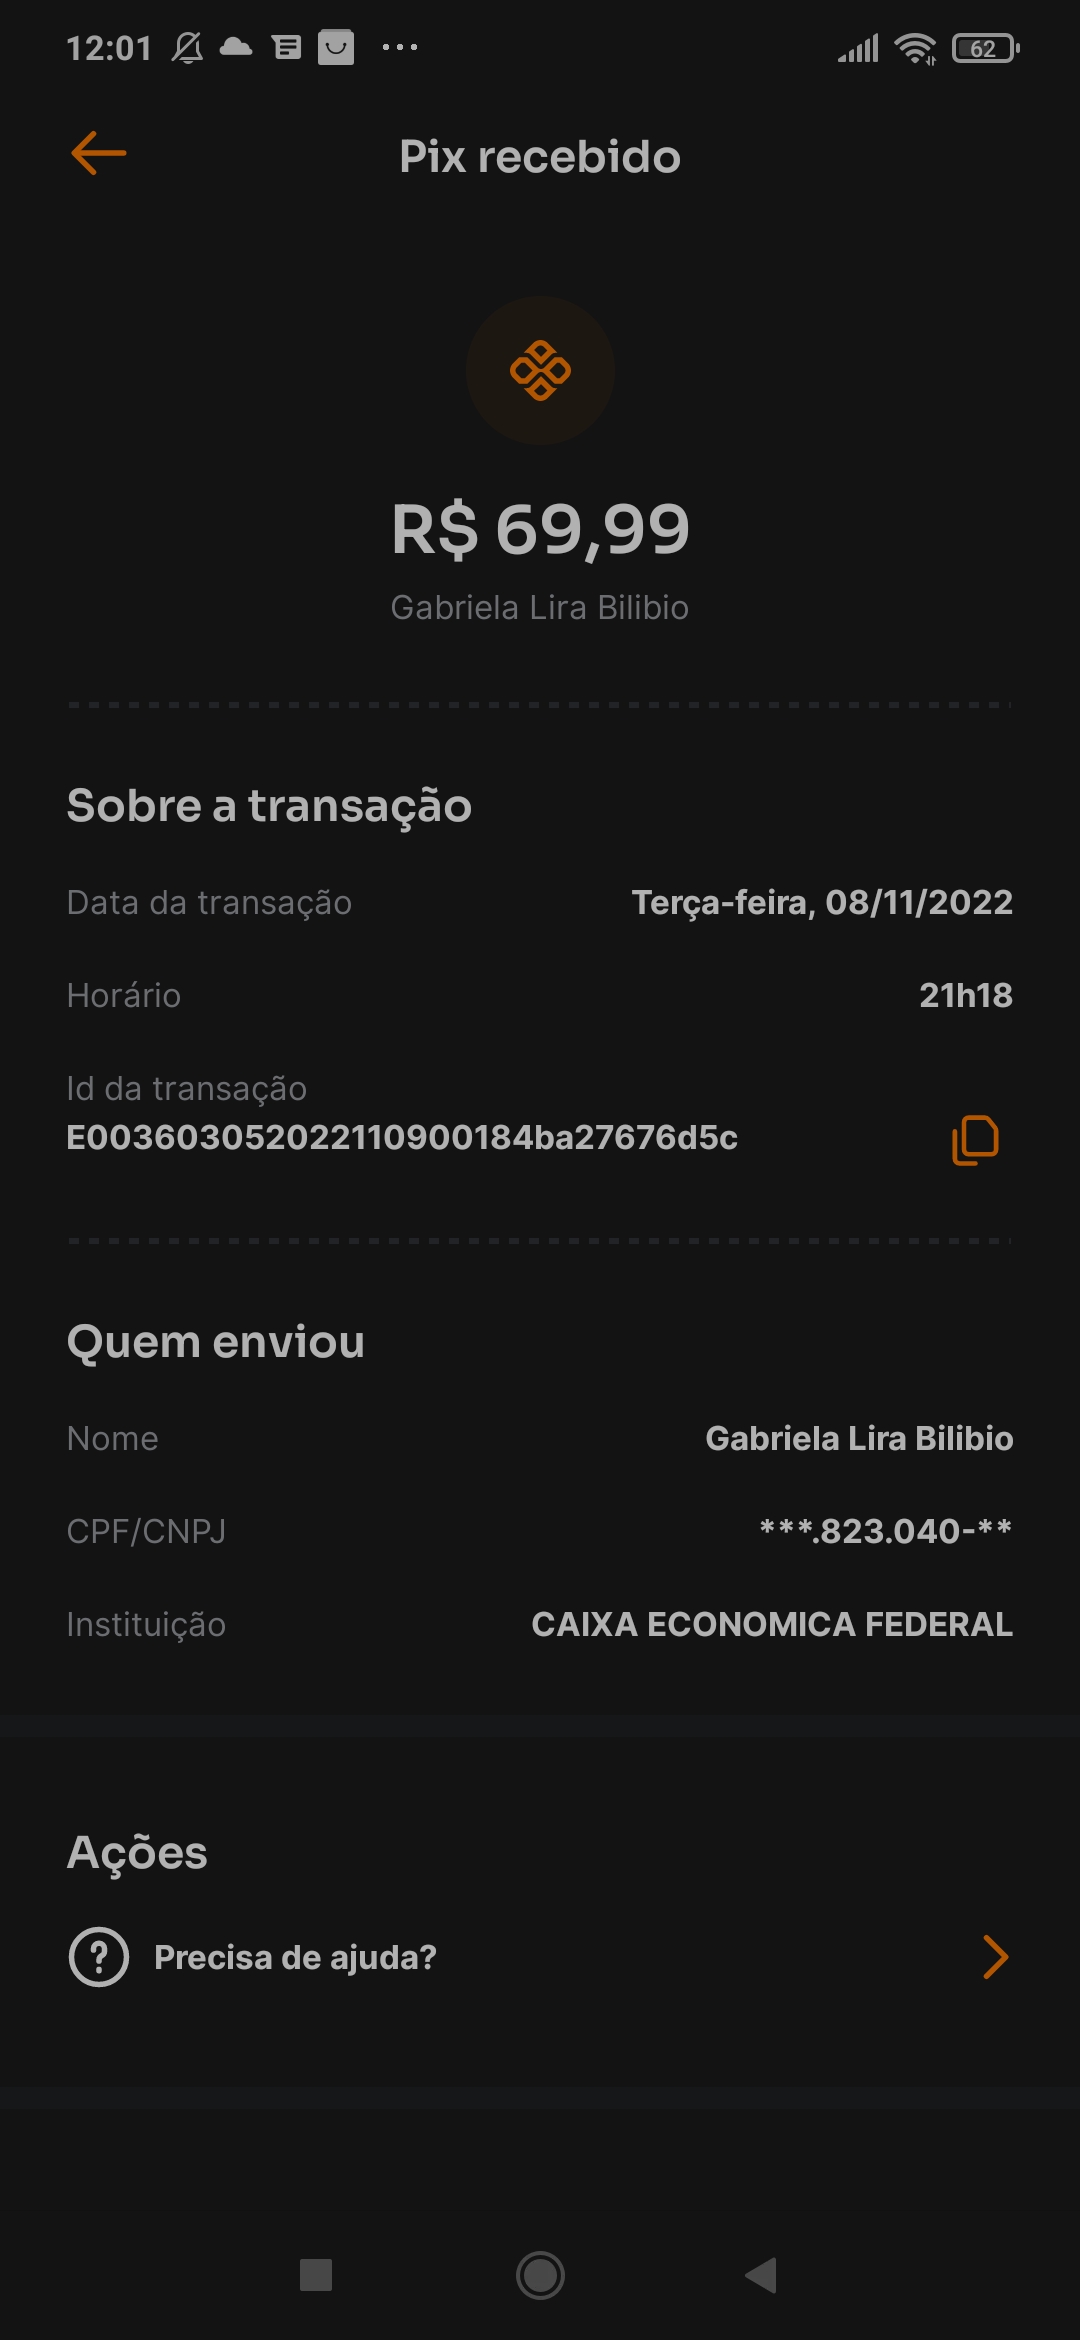 12:01
62
Pix recebido
R$ 69,99
Gabriela Lira Bilibio
Sobre a transação
Data da transação Terça-feira, 08/11/2022
Horário 21h18
Id da transação
E00360305202211090018​4ba27676d5c
Quem enviou
Nome Gabriela Lira Bilibio
CPF/CNPJ ***.823.040-**
Instituição CAIXA ECONOMICA FEDERAL
Ações
Precisa de ajuda?